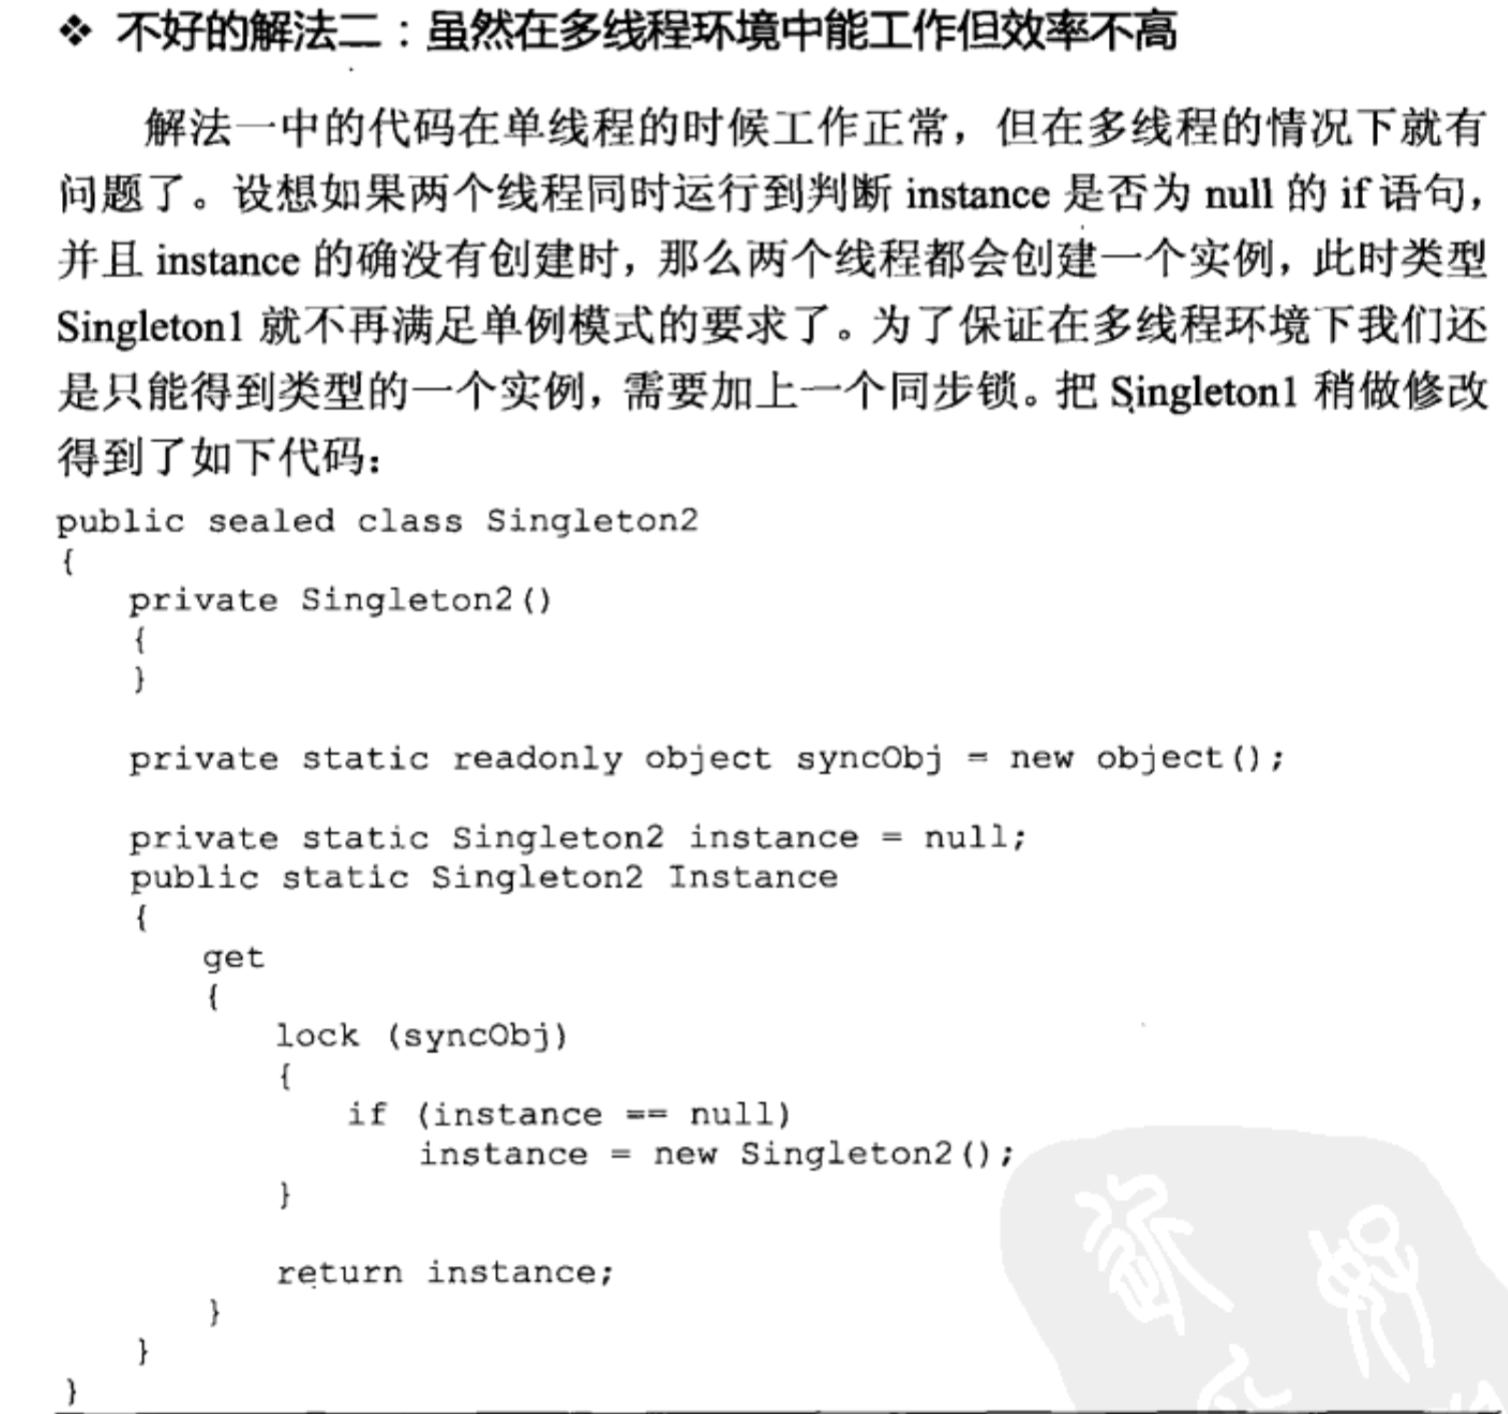 ❖ 不好的解法二：虽然在多线程环境中能工作但效率不高
解法一中的代码在单线程的时候工作正常，但在多线程的情况下就有
问题了。设想如果两个线程同时运行到判断 instance 是否为 null 的 if 语句，
并且 instance 的确没有创建时，那么两个线程都会创建一个实例，此时类型
Singleton1 就不再满足单例模式的要求了。为了保证在多线程环境下我们还
是只能得到类型的一个实例，需要加上一个同步锁。把 Singleton1 稍做修改
得到了如下代码：
public sealed class Singleton2
{
    private Singleton2()
    {
    }
    private static readonly object syncObj = new object();
    private static Singleton2 instance = null;
    public static Singleton2 Instance
    {
        get
        {
            lock (syncObj)
            {
                if (instance == null)
                    instance = new Singleton2();
            }
            return instance;
        }
    }
}